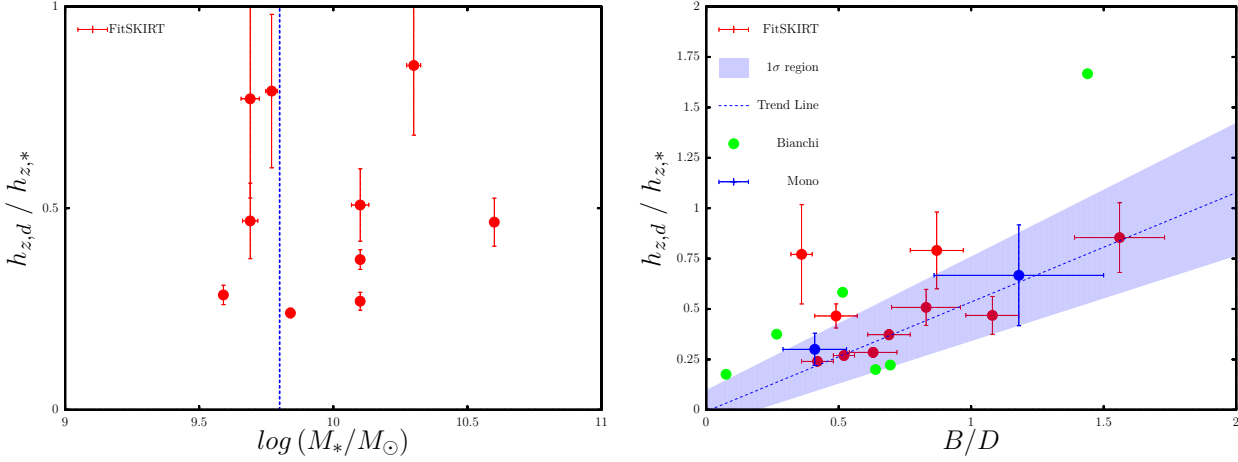 1
0.5
0
9
9.5
10
10.5
11
h_{z,d} / h_{z,*}
log (M_*/M_⊙)
FitSKIRT
2
1.75
1.5
1.25
1
0.75
0.5
0.25
0
0
0.5
1
1.5
2
h_{z,d} / h_{z,*}
B/D
FitSKIRT
1σ region
Trend Line
Bianchi
Mono